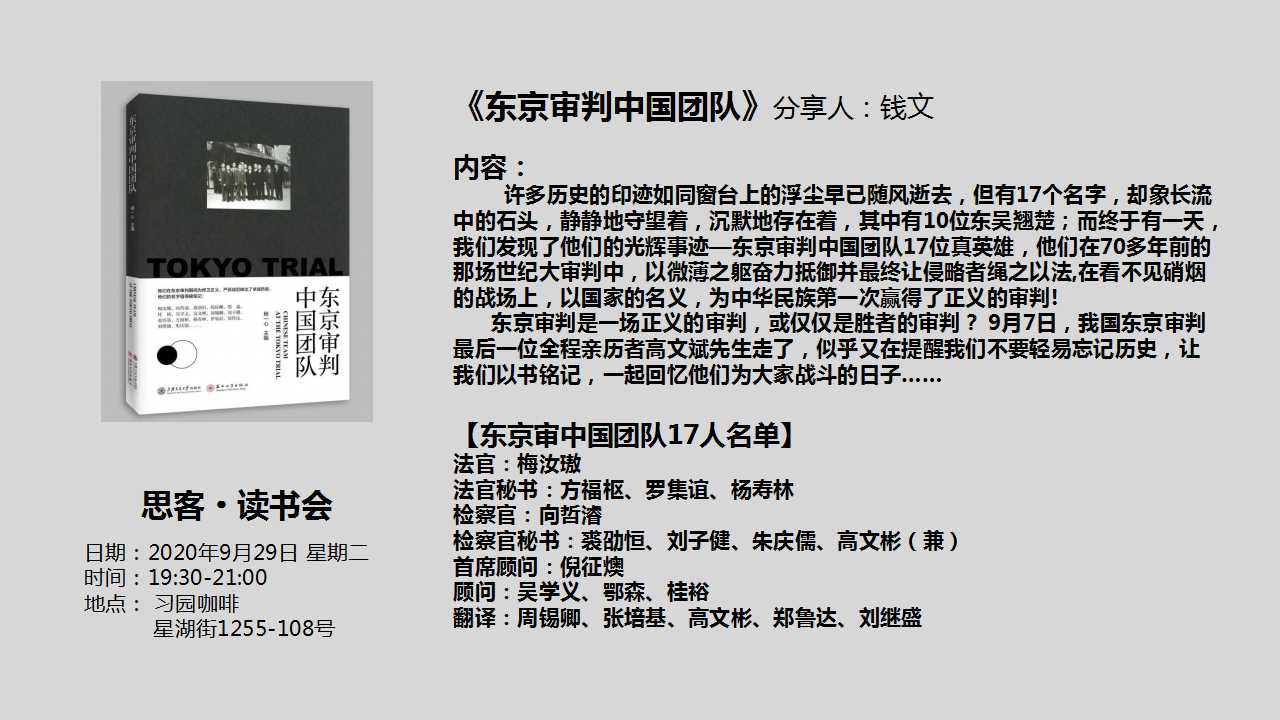 东京审判中国团队
TOKYO TRIAL
东京审判
中国团队
CHINESE TEAM
AT THE TOKYO TRIAL
《东京审判中国团队》分享人：钱文
内容：
许多历史的印迹如同窗台上的浮尘早已随风逝去，但有17个名字，却象长流
中的石头，静静地守望着，沉默地存在着，其中有10位东吴翘楚；而终于有一天，
我们发现了他们的光辉事迹—东京审判中国团队17位真英雄，他们在70多年前的
那场世纪大审判中，以微薄之躯奋力抵御并最终让侵略者绳之以法,在看不见硝烟
的战场上，以国家的名义，为中华民族第一次赢得了正义的审判!
东京审判是一场正义的审判，或仅仅是胜者的审判？ 9月7日，我国东京审判
最后一位全程亲历者高文斌先生走了，似乎又在提醒我们不要轻易忘记历史，让
我们以书铭记，一起回忆他们为大家战斗的日子......
【东京审中国团队17人名单】
法官：梅汝璈
法官秘书：方福枢、罗集谊、杨寿林
检察官：向哲濬
检察官秘书：裘劭恒、刘子健、朱庆儒、高文彬（兼）
首席顾问：倪征燠
顾问：吴学义、鄂森、桂裕
翻译：周锡卿、张培基、高文彬、郑鲁达、刘继盛
思客·读书会
日期：2020年9月29日 星期二
时间：19:30-21:00
地点： 习园咖啡
星湖街1255-108号